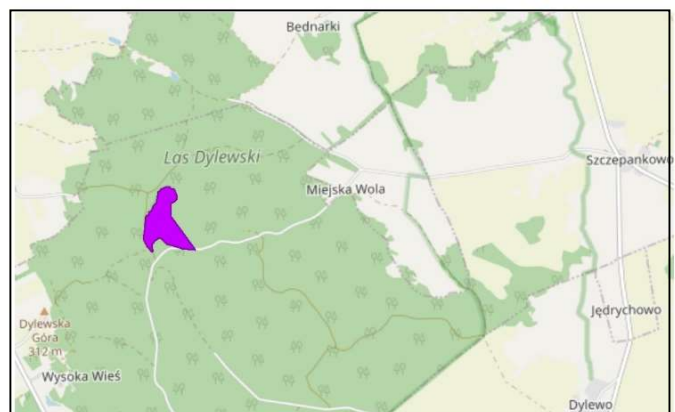 Bednarki
Las Dylewski
Szczepankowo
Miejska Wola
Jędrychowo
Dylewska
Góra
312 m
Wysoka Wieś
Dylewo